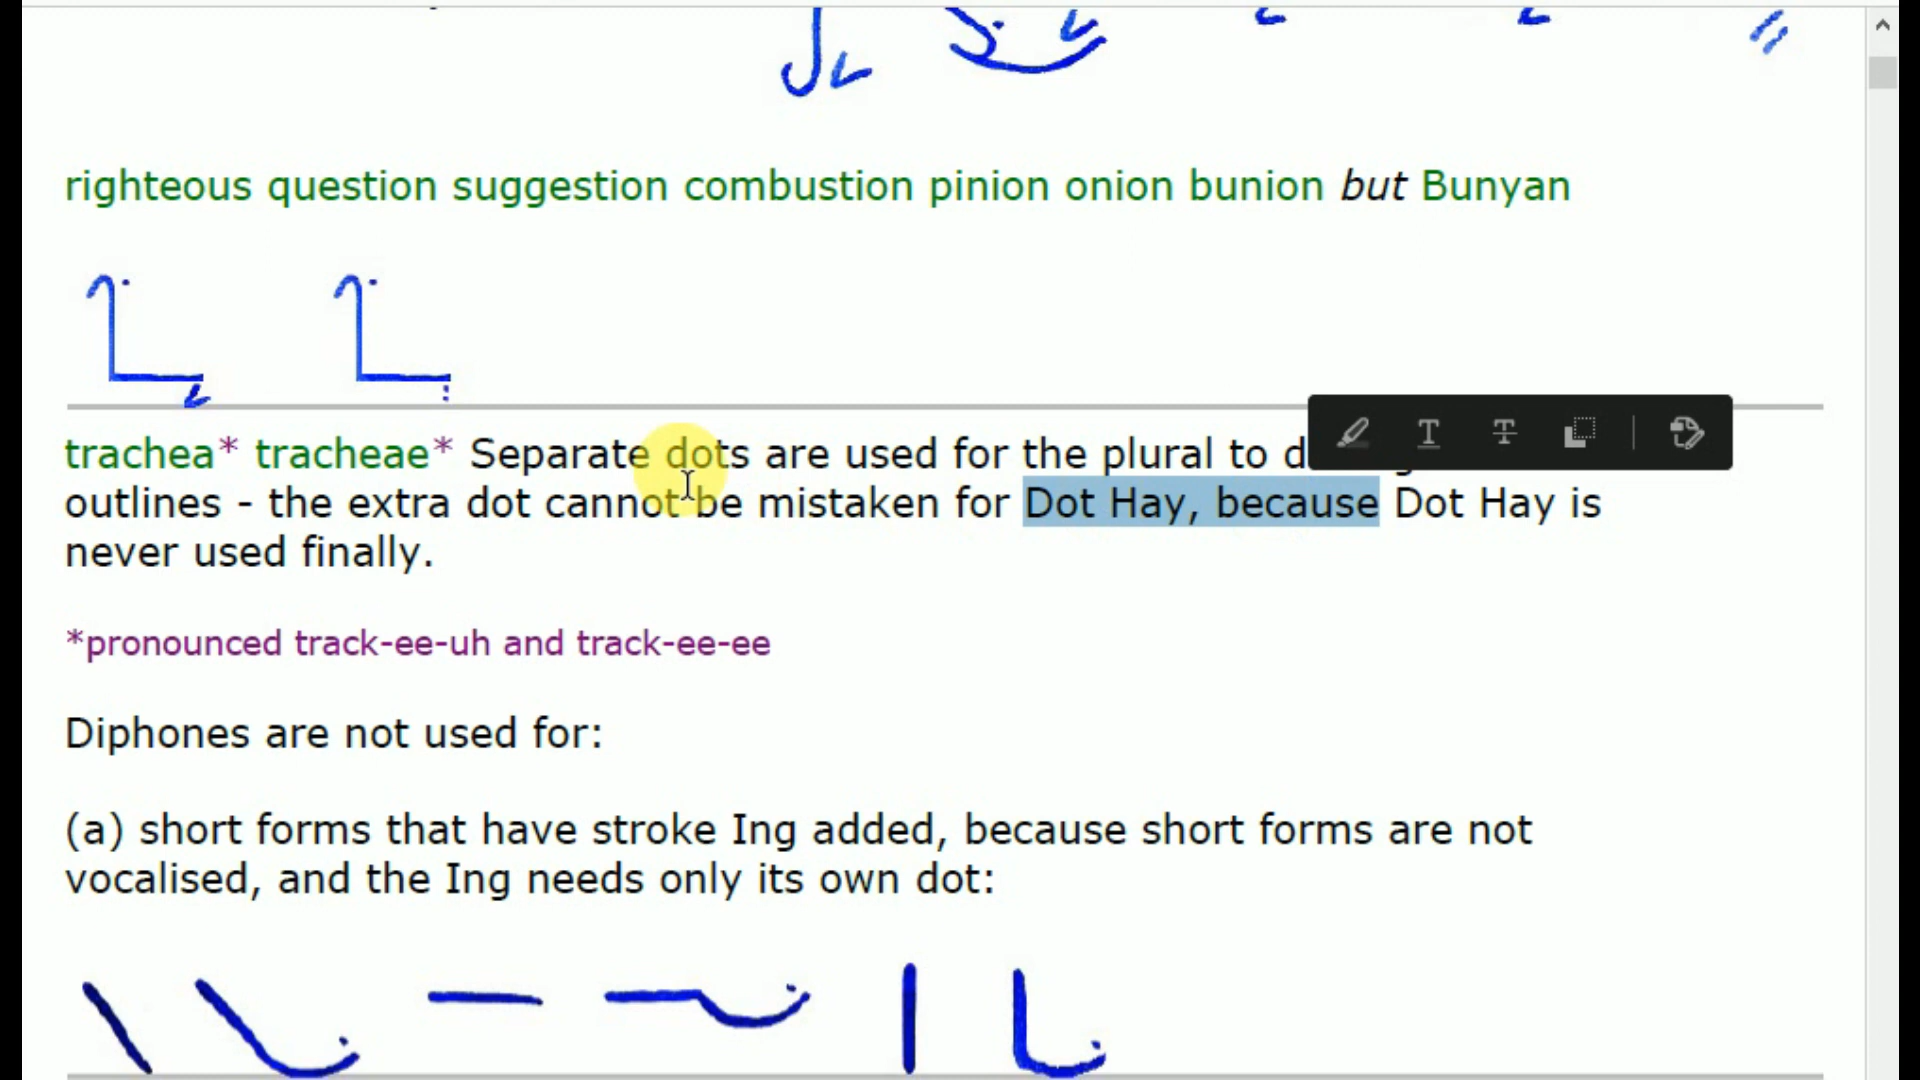 righteous question suggestion combustion pinion onion bunion but Bunyan
trachea* tracheae* Separate dots are used for the plural to
outlines - the extra dot cannot be mistaken for Dot Hay, because Dot Hay is
never used finally.
*pronounced track-ee-uh and track-ee-ee
Diphones are not used for:
(a) short forms that have stroke Ing added, because short forms are not
vocalised, and the Ing needs only its own dot: